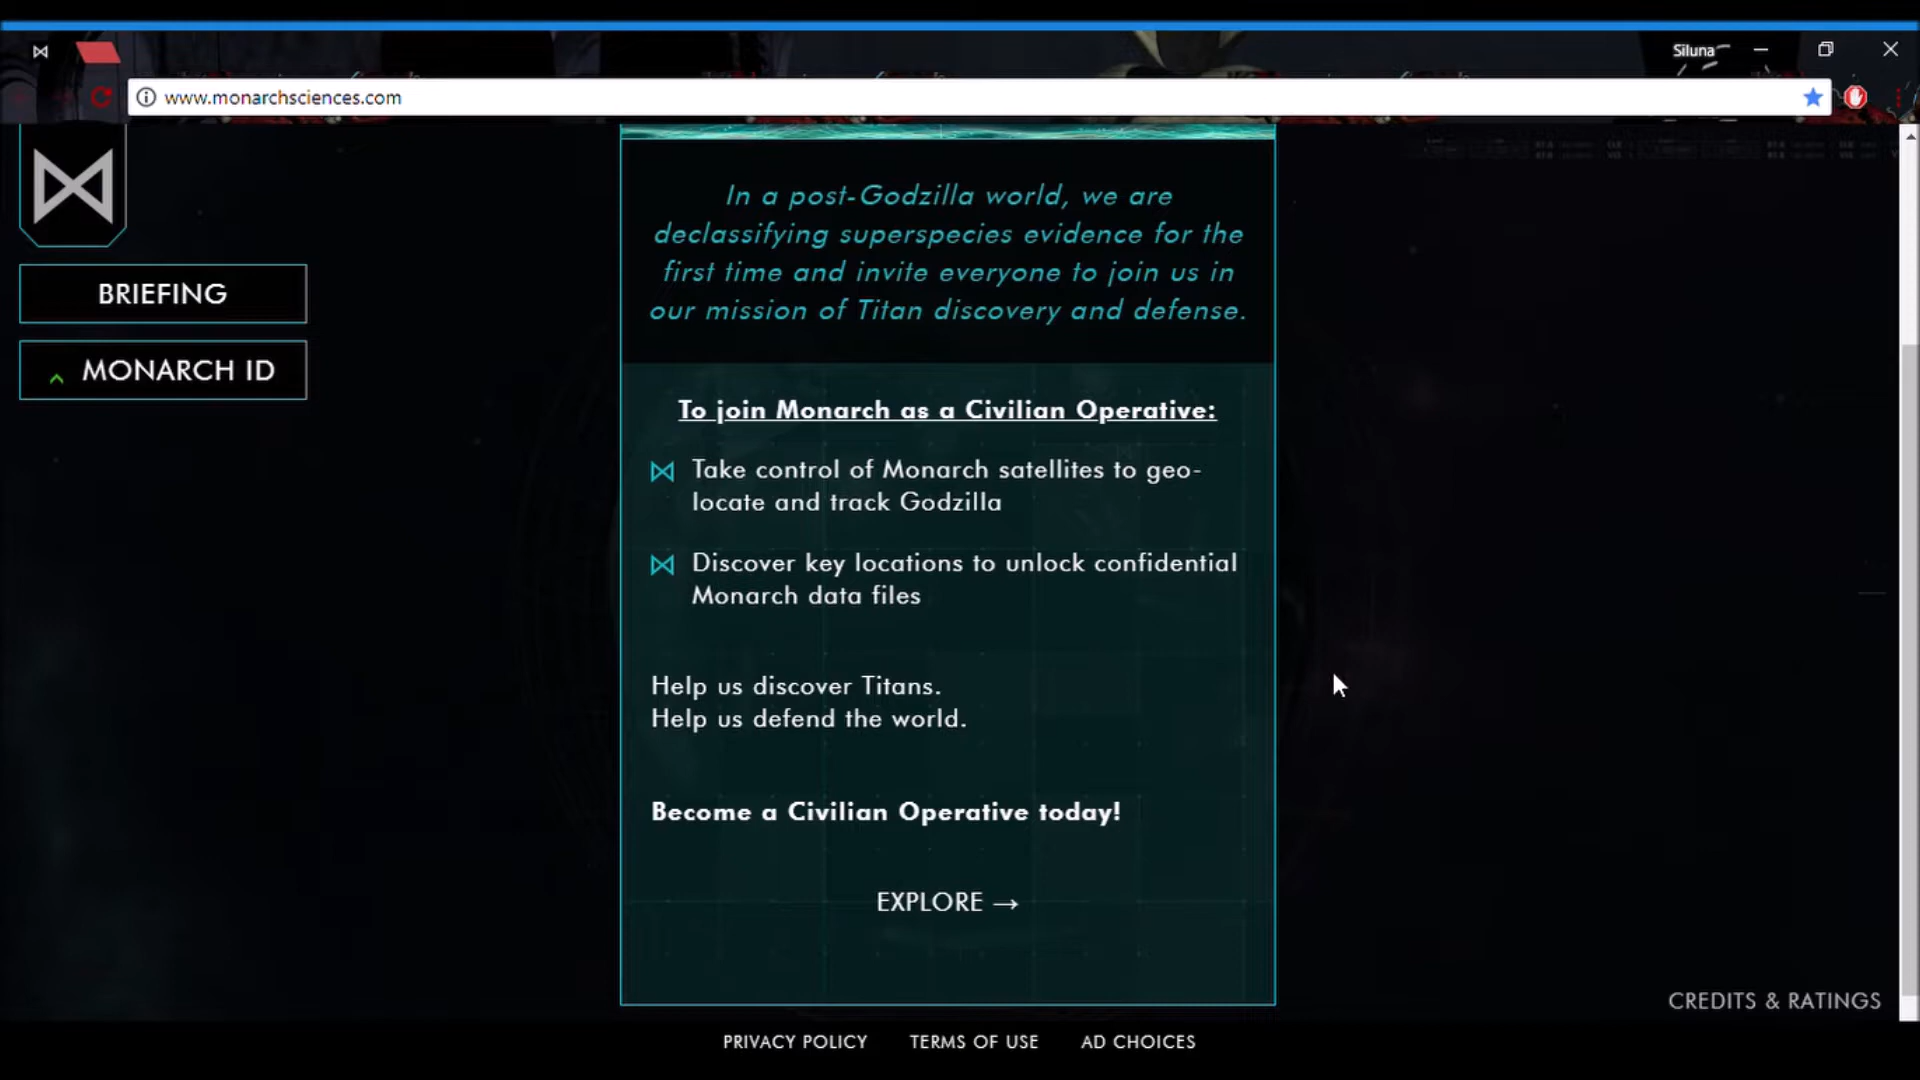 Siluna
www.monarchsciences.com
In a post-Godzilla world, we are
declassifying superspecies evidence for the
first time and invite everyone to join us in
our mission of Titan discovery and defense.
BRIEFING
MONARCH ID
To join Monarch as a Civilian Operative:
Take control of Monarch satellites to geo-
locate and track Godzilla
Discover key locations to unlock confidential
Monarch data files
Help us discover Titans.
Help us defend the world.
Become a Civilian Operative today!
EXPLORE →
CREDITS & RATINGS
PRIVACY POLICY TERMS OF USE AD CHOICES